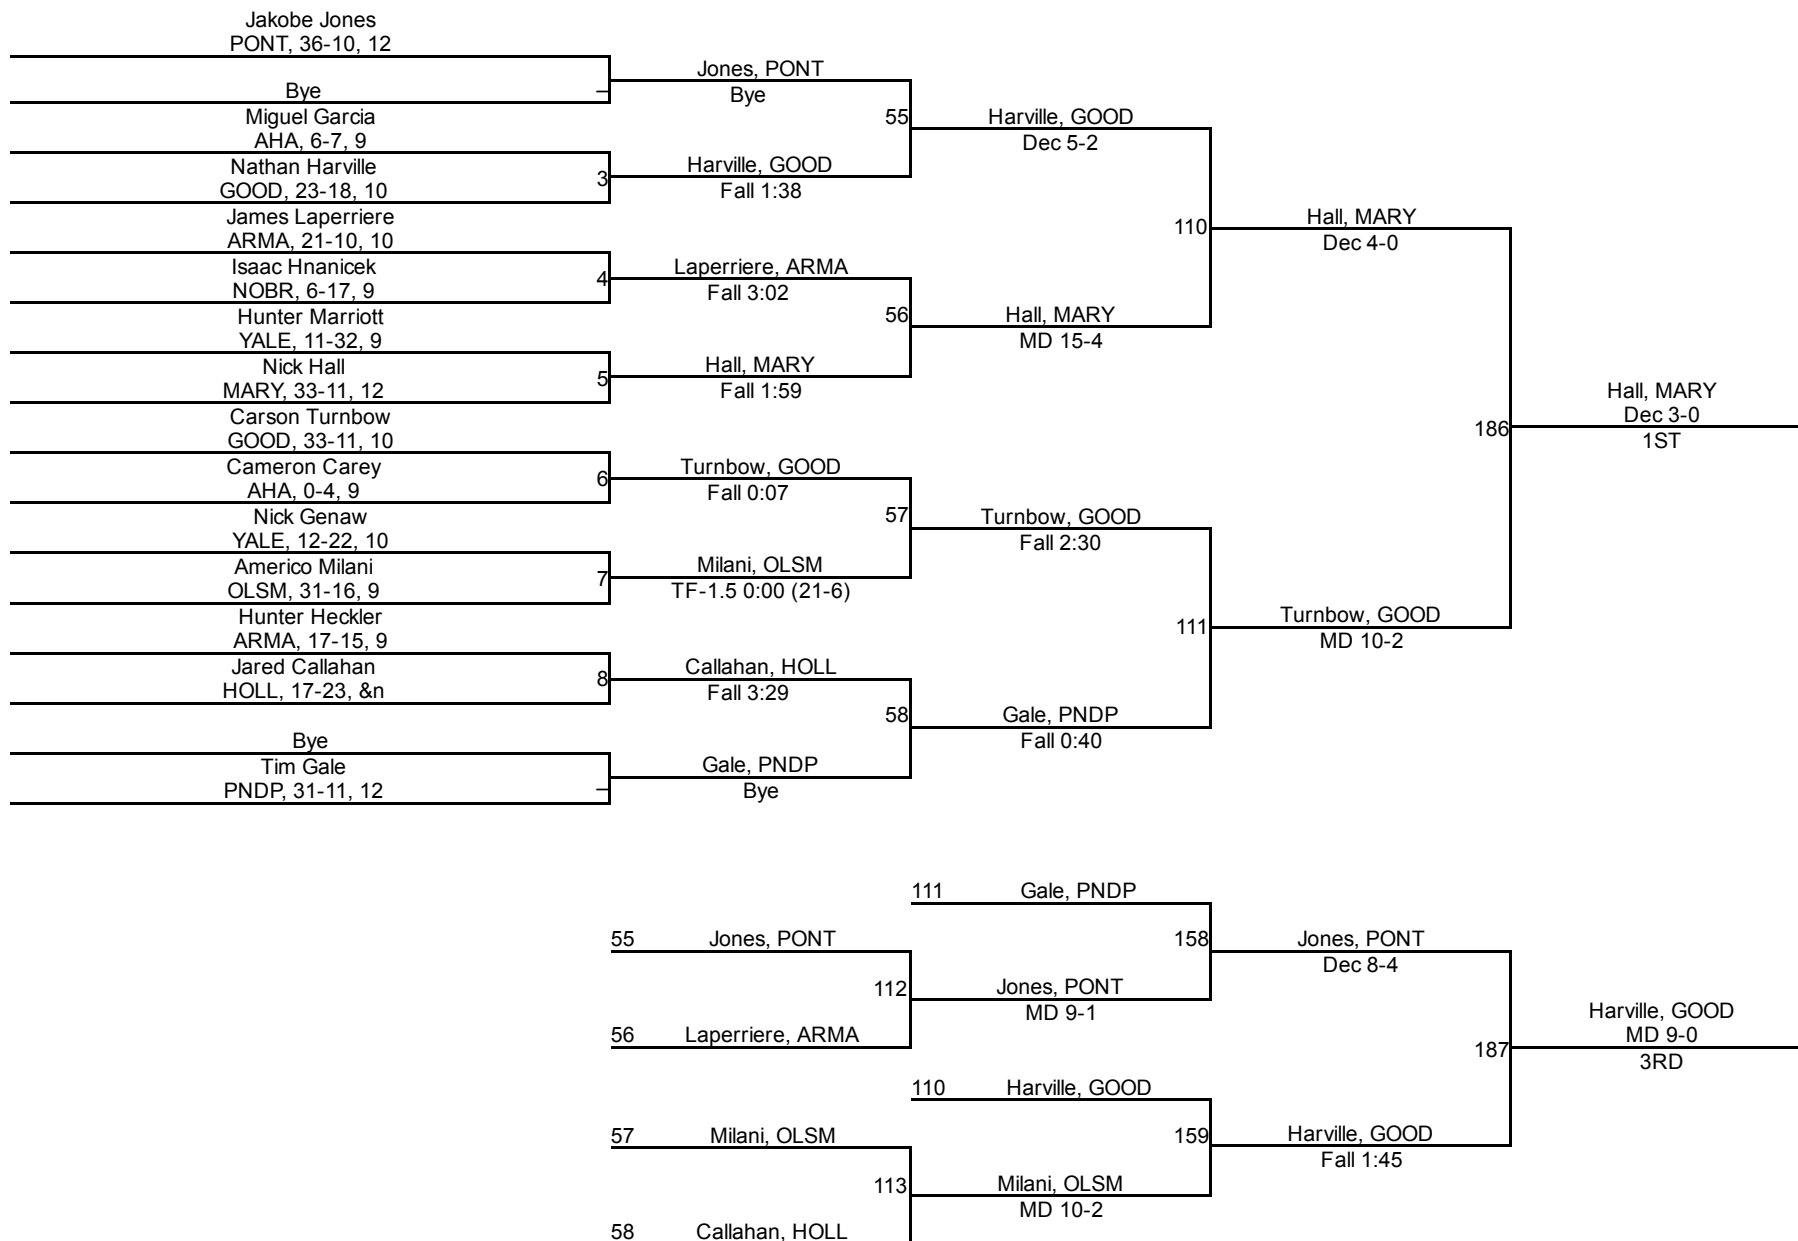 Jakobe Jones
PONT, 36-10, 12
Bye
–
Miguel Garcia
AHA, 6-7, 9
Nathan Harville
GOOD, 23-18, 10
3
James Laperriere
ARMA, 21-10, 10
Isaac Hnanicek
NOBR, 6-17, 9
4
Hunter Marriott
YALE, 11-32, 9
Nick Hall
MARY, 33-11, 12
5
Carson Turnbow
GOOD, 33-11, 10
Cameron Carey
AHA, 0-4, 9
6
Nick Genaw
YALE, 12-22, 10
Americo Milani
OLSM, 31-16, 9
7
Hunter Heckler
ARMA, 17-15, 9
Jared Callahan
HOLL, 17-23, &n
8
Bye
Tim Gale
PNDP, 31-11, 12
–
Jones, PONT
Bye
55
Harville, GOOD
Fall 1:38
Laperriere, ARMA
Fall 3:02
56
Hall, MARY
Fall 1:59
Turnbow, GOOD
Fall 0:07
57
Milani, OLSM
TF-1.5 0:00 (21-6)
Callahan, HOLL
Fall 3:29
58
Gale, PNDP
Bye
Harville, GOOD
Dec 5-2
110
Hall, MARY
MD 15-4
Turnbow, GOOD
Fall 2:30
111
Gale, PNDP
Fall 0:40
Hall, MARY
Dec 4-0
186
Turnbow, GOOD
MD 10-2
Hall, MARY
Dec 3-0
1ST
111 Gale, PNDP
55 Jones, PONT
158
Jones, PONT
Dec 8-4
112
Jones, PONT
MD 9-1
56 Laperriere, ARMA
187
Harville, GOOD
MD 9-0
3RD
110 Harville, GOOD
57 Milani, OLSM
159
Harville, GOOD
Fall 1:45
113
Milani, OLSM
MD 10-2
58 Callahan, HOLL